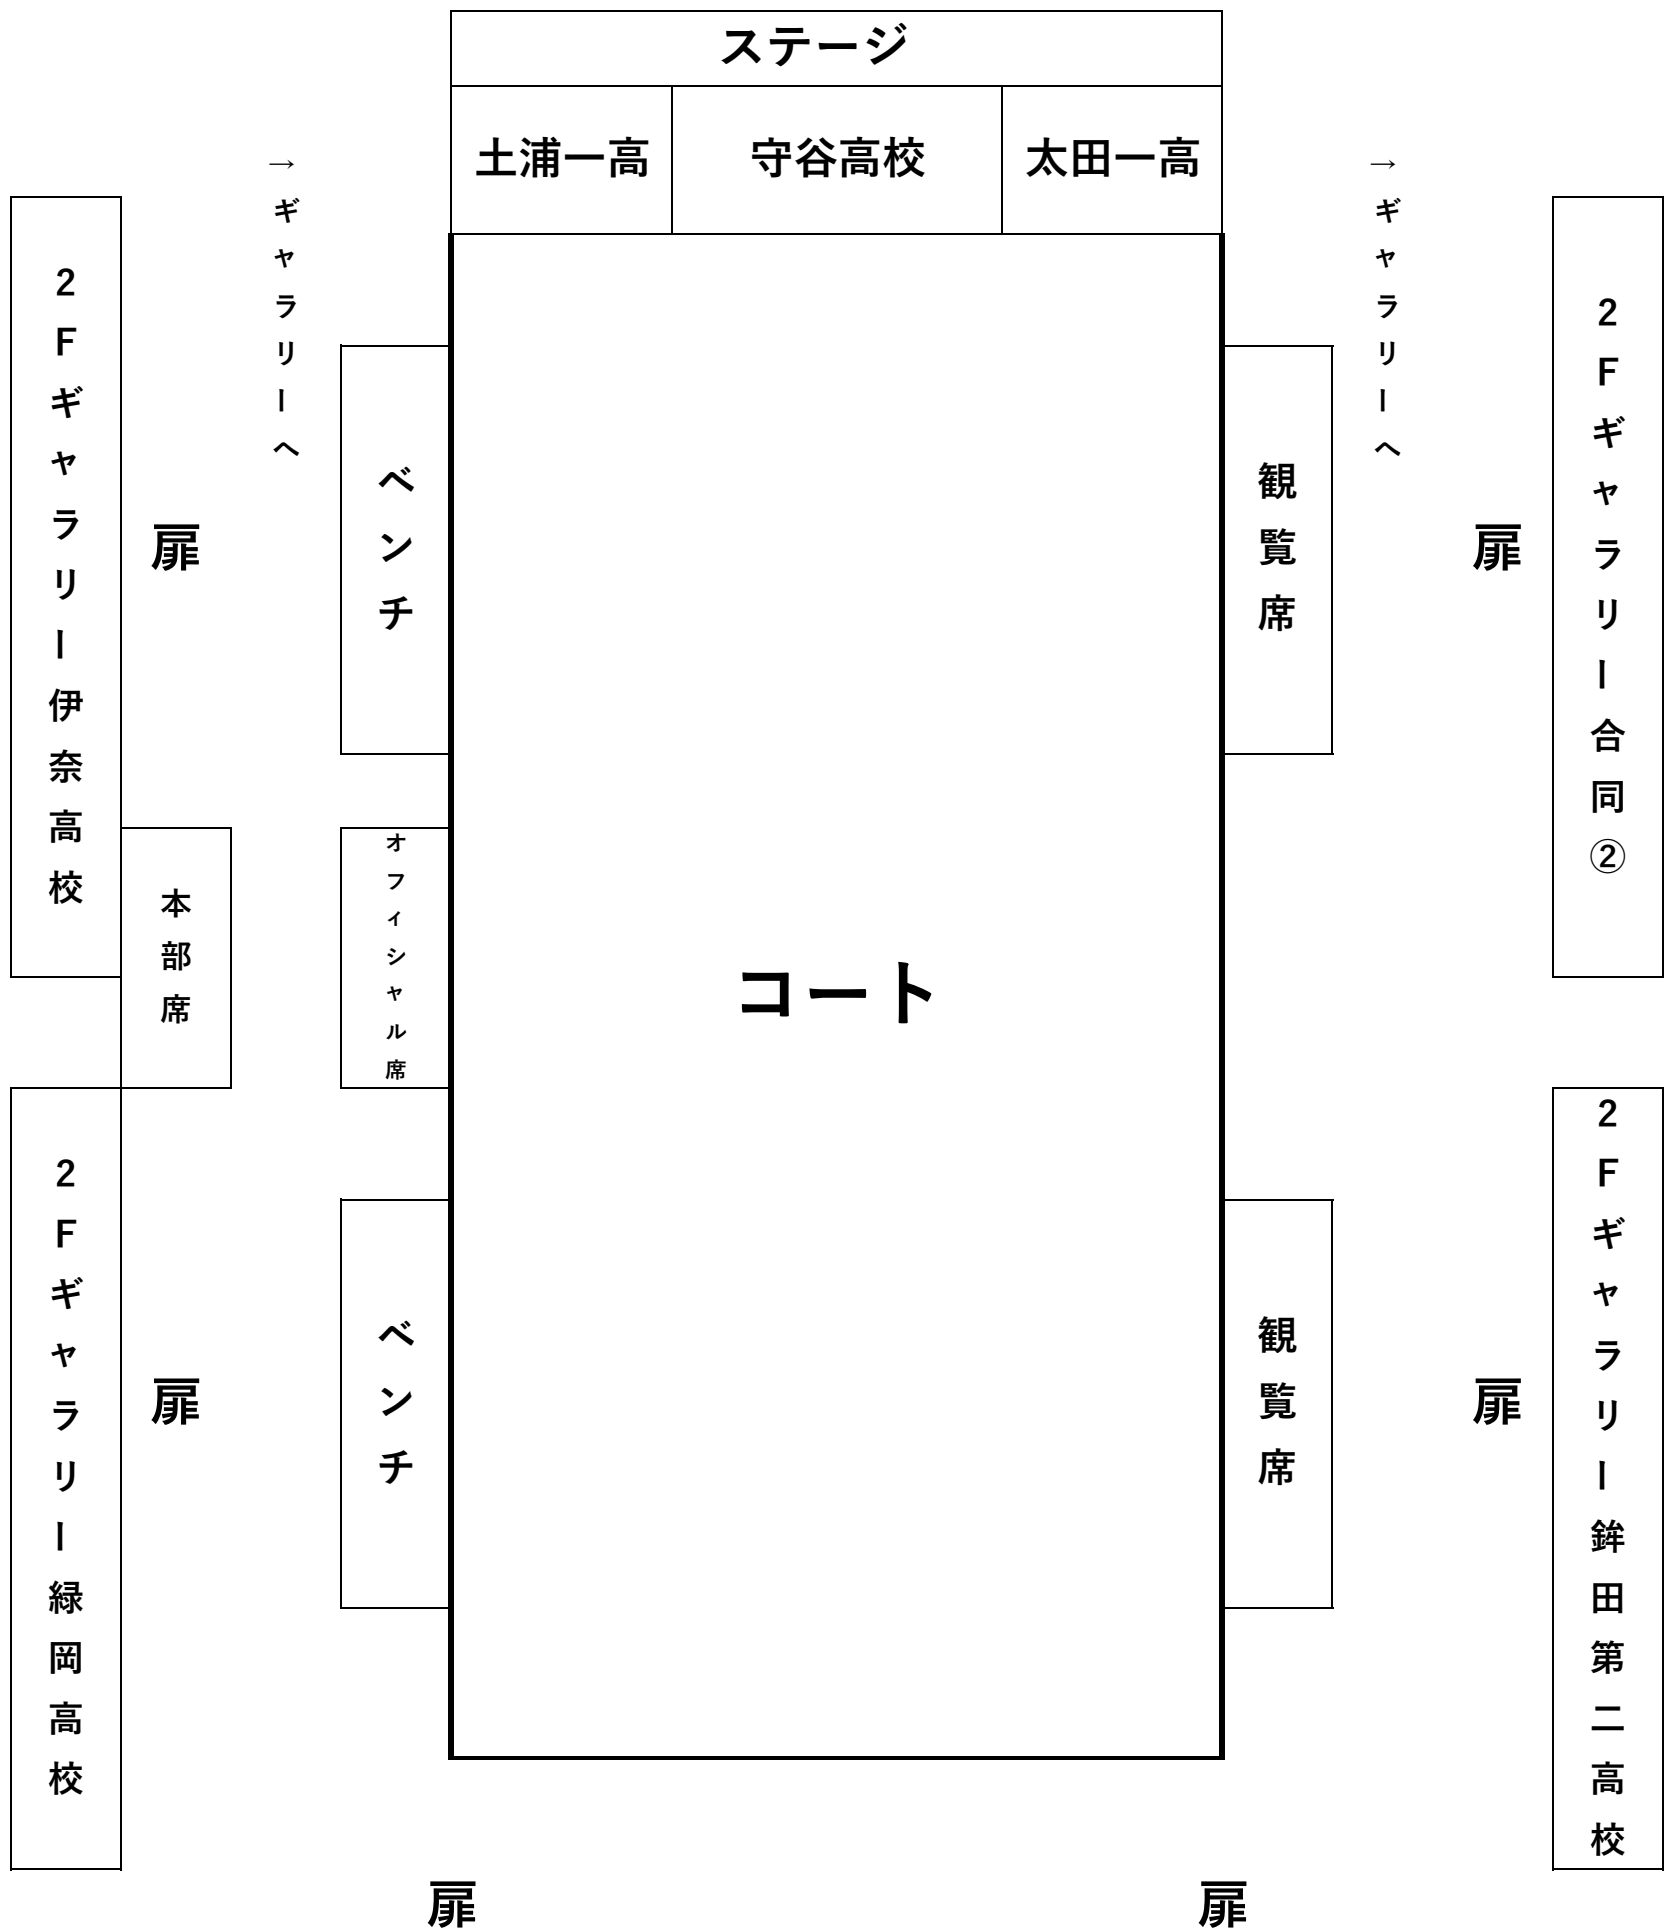 ステージ
土浦一高
守谷高校
太田一高
→ギャラリーへ
→ギャラリーへ
2Fギャラリー伊奈高校
扉
ベンチ
観覧席
扉
2Fギャラリー合同②
本部席
オフィシャル席
コート
2Fギャラリー緑岡高校
扉
ベンチ
観覧席
扉
2Fギャラリー鉾田第二高校
扉
扉